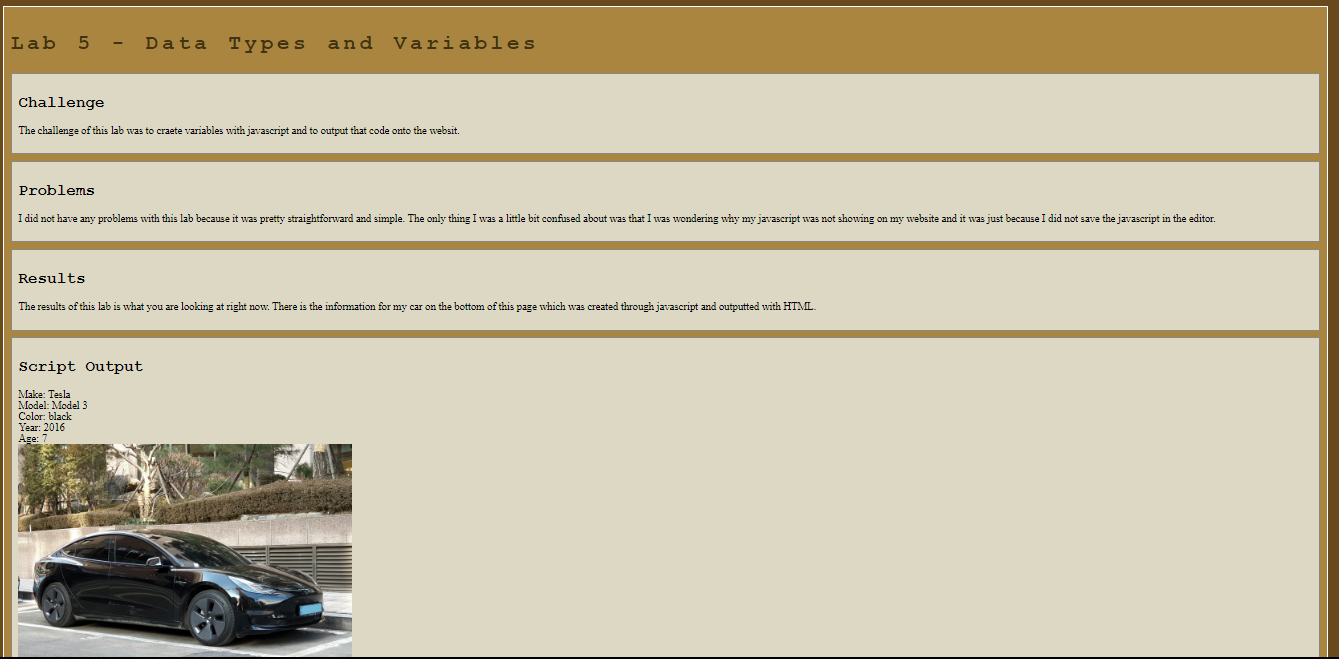 Lab 5 - Data Types and Variables
Challenge
The challenge of this lab was to craete variables with javascript and to output that code onto the websit.
Problems
I did not have any problems with this lab because it was pretty straightforward and simple. The only thing I was a little bit confused about was that I was wondering why my javascript was not showing on my website and it was just because I did not save the javascript in the editor.
Results
The results of this lab is what you are looking at right now. There is the information for my car on the bottom of this page which was created through javascript and outputted with HTML.
Script Output
Make: Tesla
Model: Model 3
Color: black
Year: 2016
Age: 7